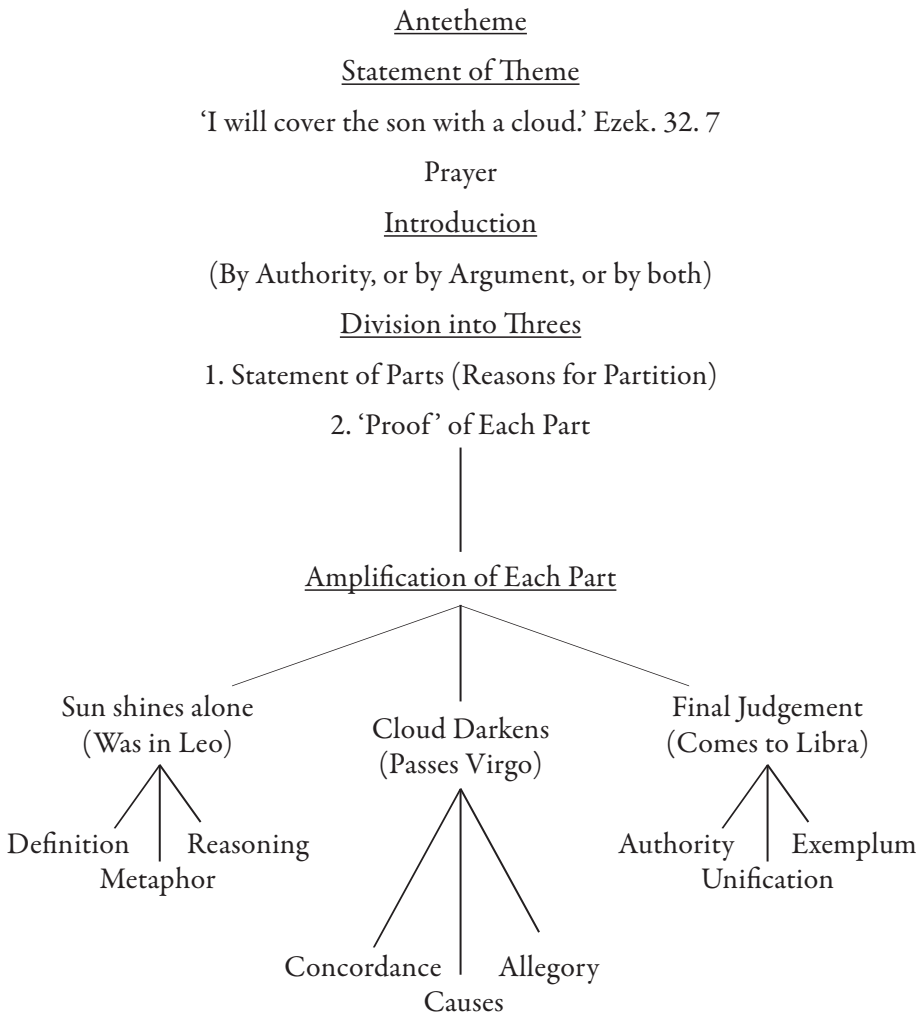 Antetheme
Statement of Theme
‘I will cover the son with a cloud.’ Ezek. 32. 7
Prayer
Introduction
(By Authority, or by Argument, or by both)
Division into Threes
1. Statement of Parts (Reasons for Partition)
2. ‘Proof’ of Each Part
Amplification of Each Part
Sun shines alone
(Was in Leo)
Definition
Metaphor
Reasoning
Cloud Darkens
(Passes Virgo)
Concordance
Causes
Allegory
Final Judgement
(Comes to Libra)
Authority
Unification
Exemplum